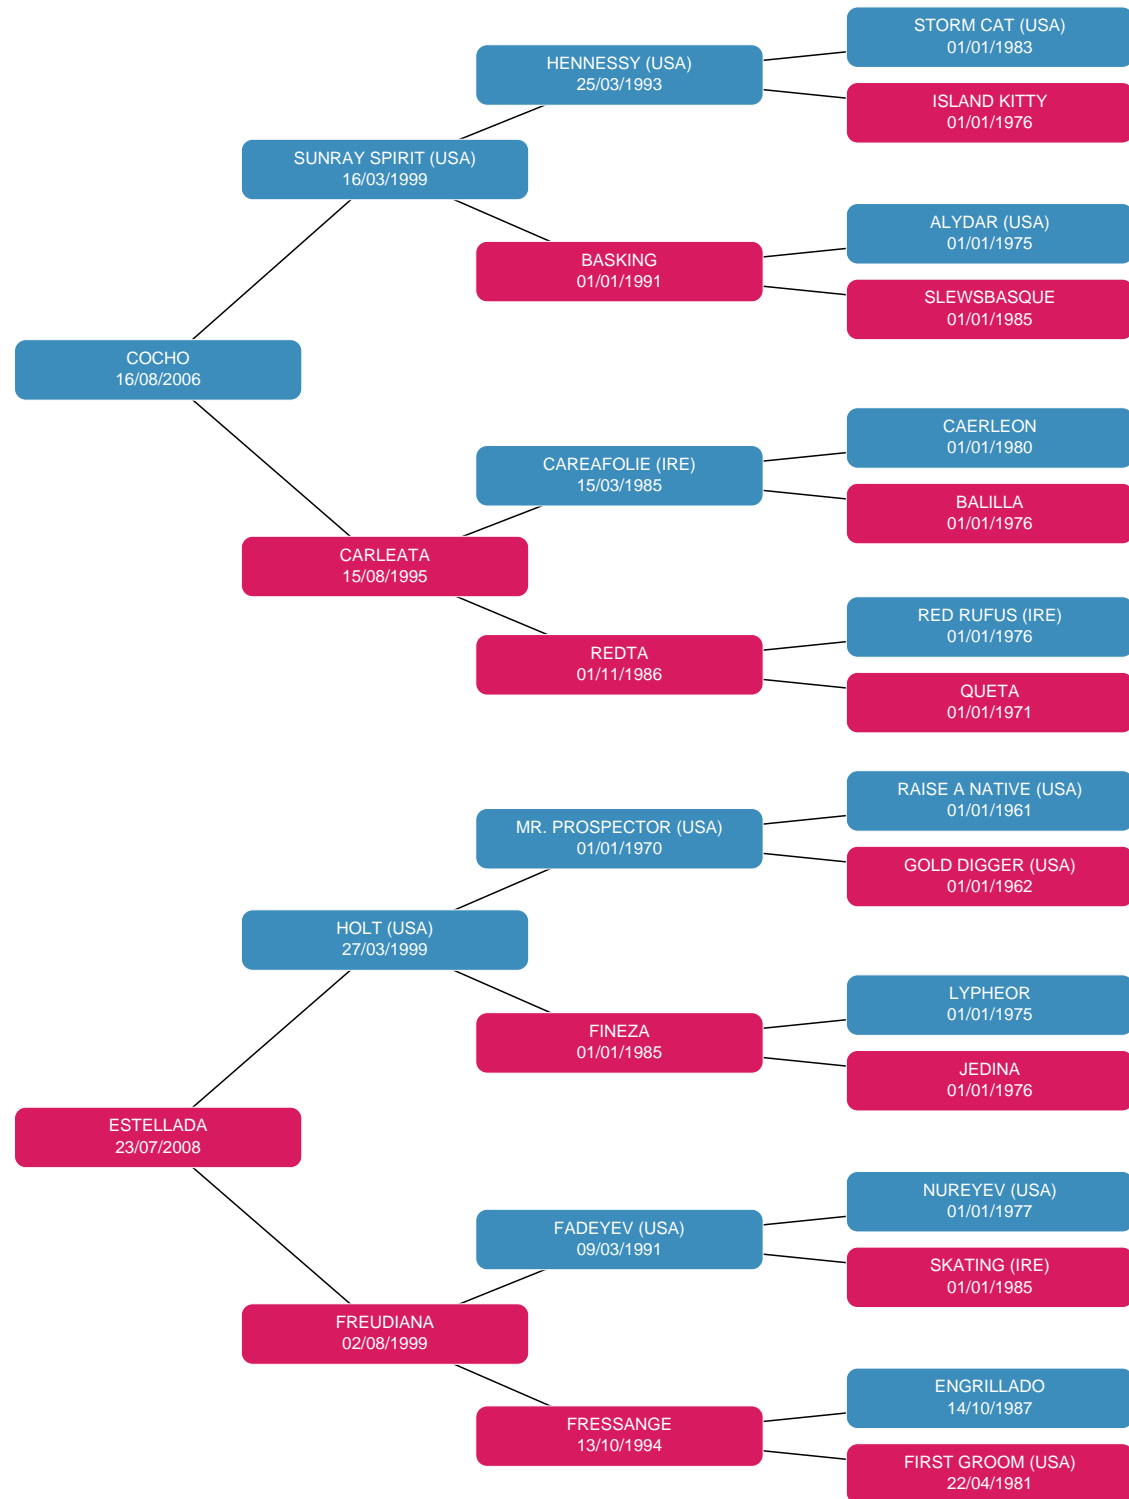 STORM CAT (USA)
01/01/1983
HENNESSY (USA)
25/03/1993
ISLAND KITTY
01/01/1976
SUNRAY SPIRIT (USA)
16/03/1999
ALYDAR (USA)
01/01/1975
BASKING
01/01/1991
SLEWSBASQUE
01/01/1985
COCHO
16/08/2006
CAERLEON
01/01/1980
CAREAFOLIE (IRE)
15/03/1985
BALILLA
01/01/1976
CARLEATA
15/08/1995
RED RUFUS (IRE)
01/01/1976
REDTA
01/11/1986
QUETA
01/01/1971
RAISE A NATIVE (USA)
01/01/1961
MR. PROSPECTOR (USA)
01/01/1970
GOLD DIGGER (USA)
01/01/1962
HOLT (USA)
27/03/1999
LYPHEOR
01/01/1975
FINEZA
01/01/1985
JEDINA
01/01/1976
ESTELLADA
23/07/2008
NUREYEV (USA)
01/01/1977
FADEYEV (USA)
09/03/1991
SKATING (IRE)
01/01/1985
FREUDIANA
02/08/1999
ENGRILLADO
14/10/1987
FRESSANGE
13/10/1994
FIRST GROOM (USA)
22/04/1981